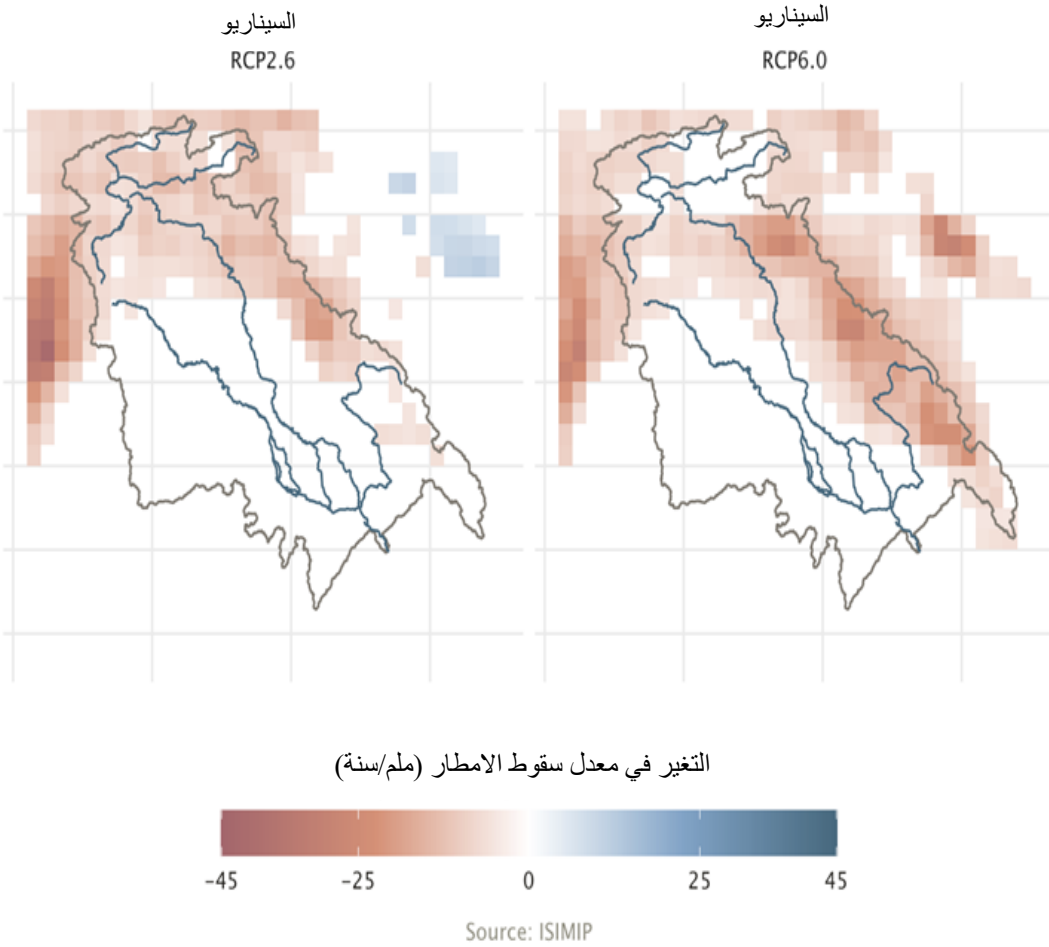 السيناريو
RCP2.6
السيناريو
RCP6.0
التغير في معدل سقوط الامطار (ملم/سنة)
-45 -25 0 25 45
Source: ISIMIP